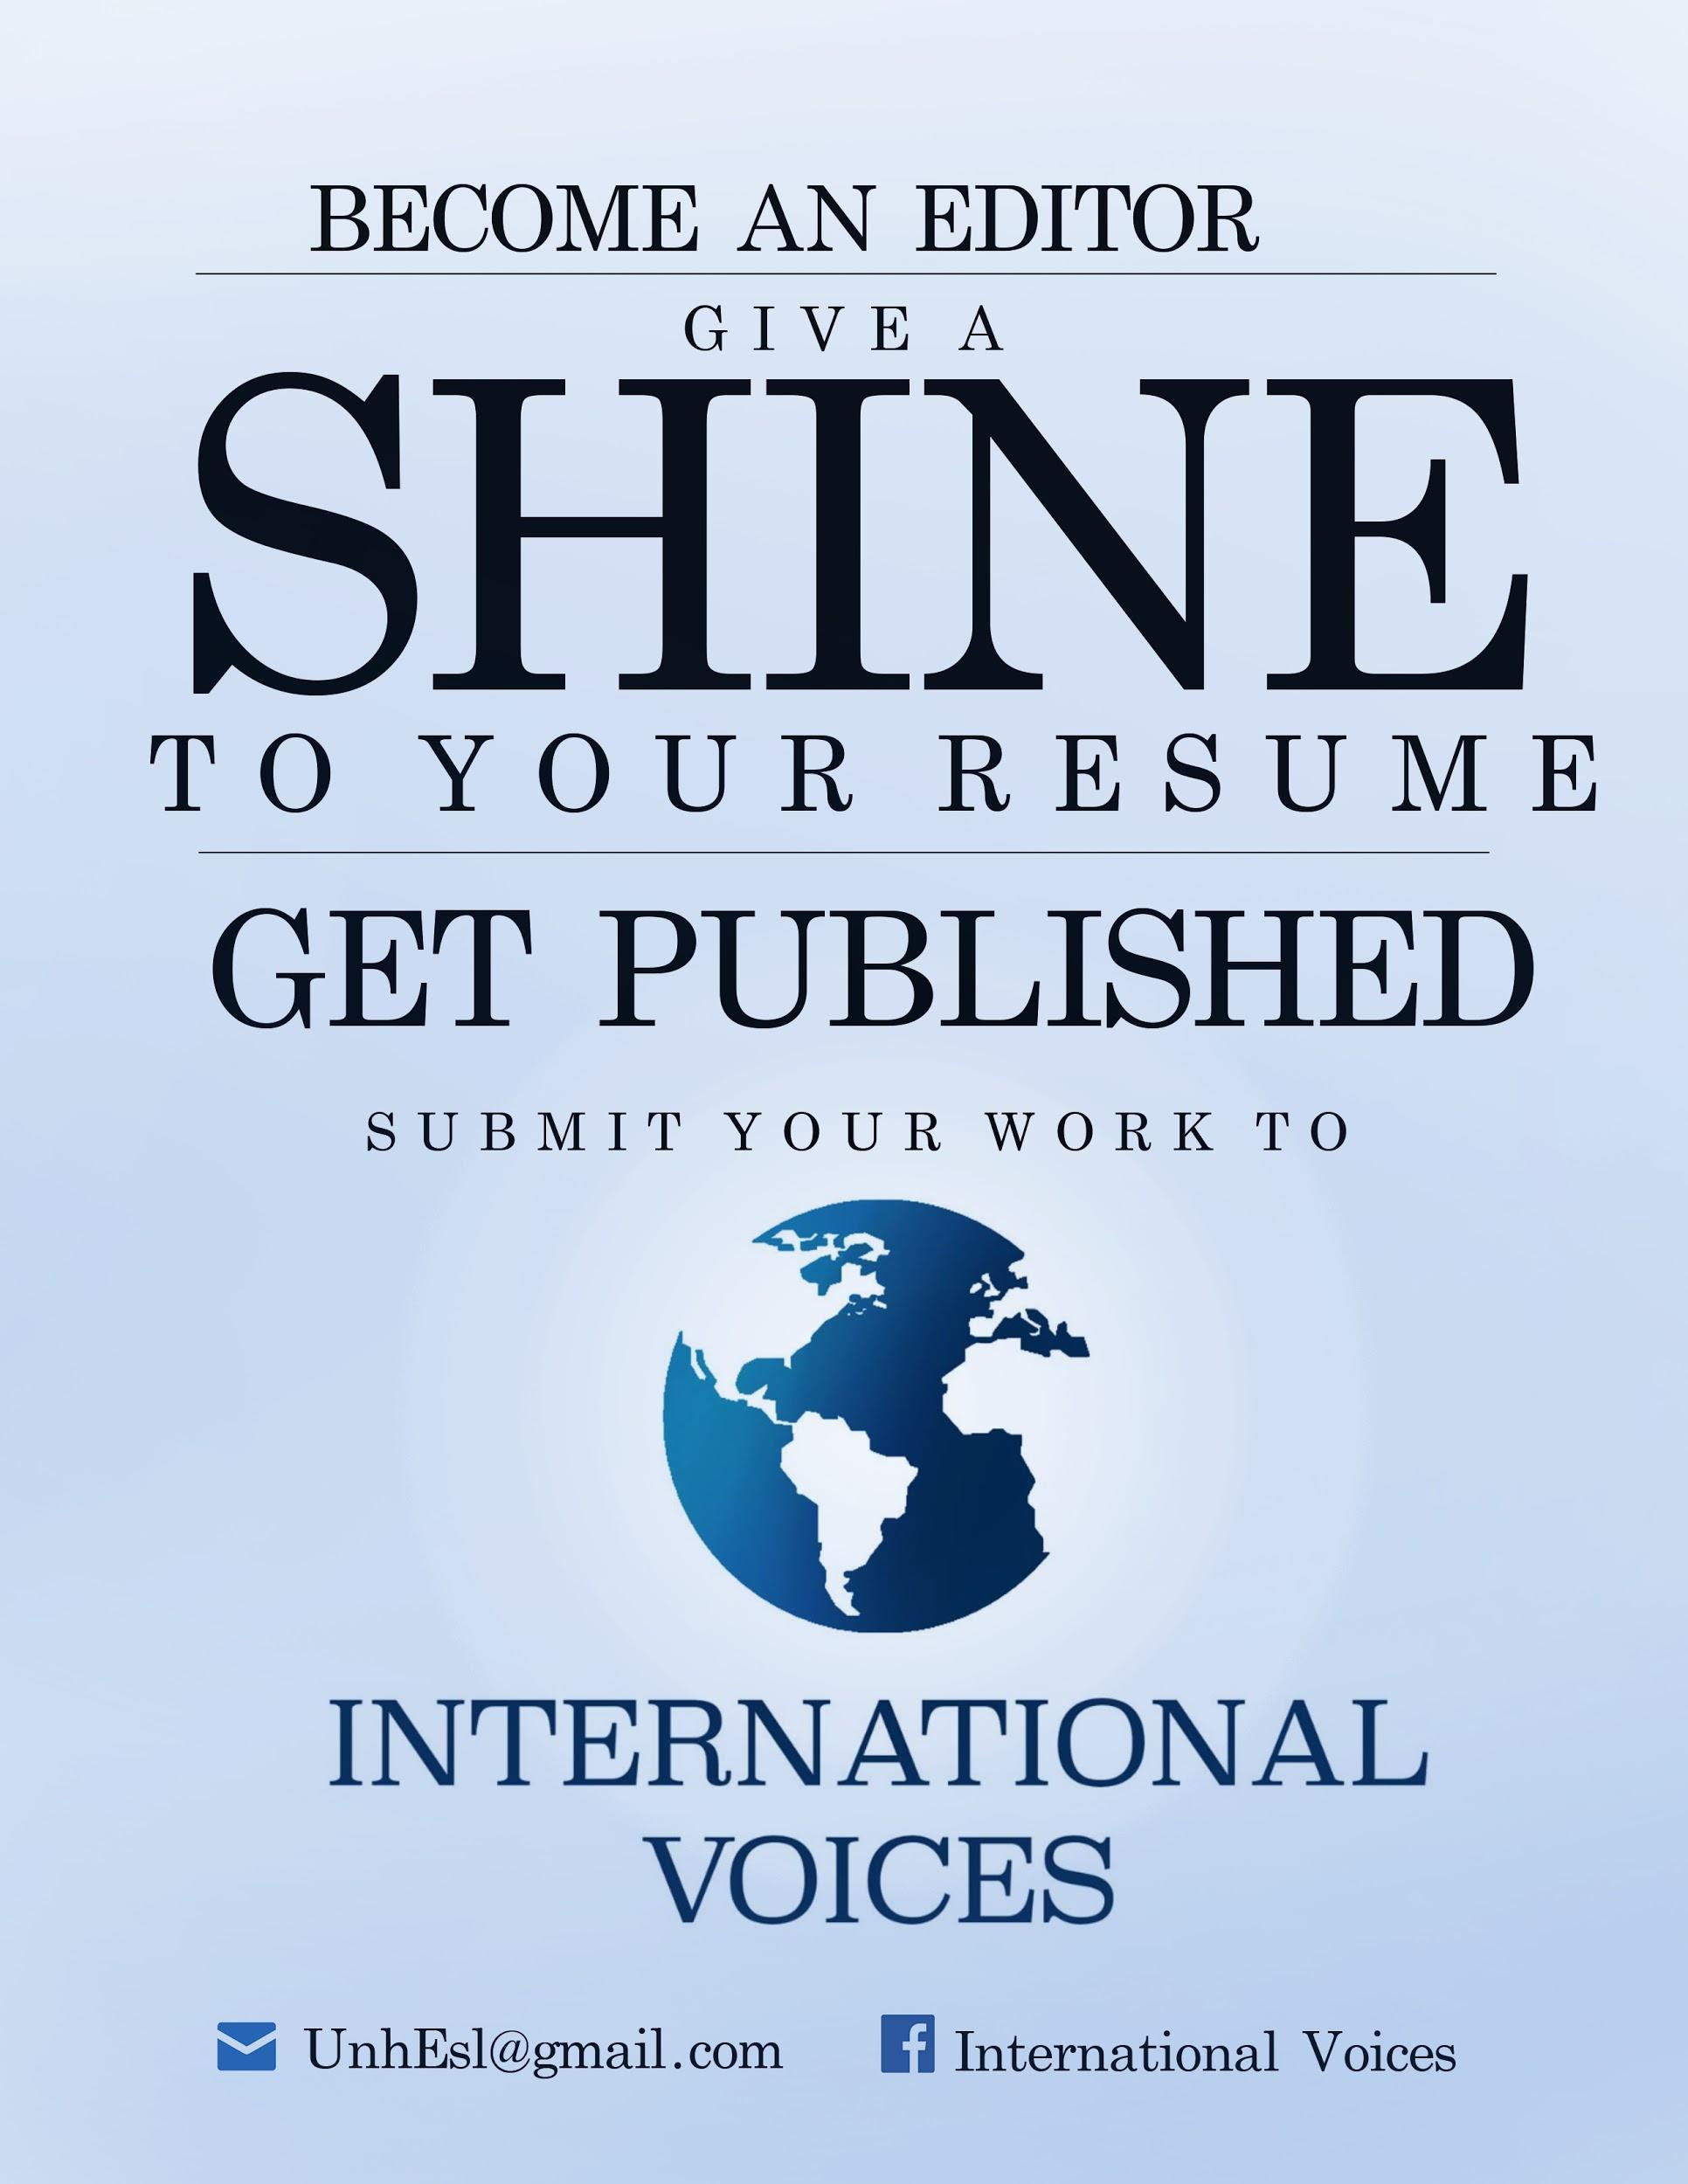 BECOME AN EDITOR
GIVE A
SHINE
TO YOUR RESUME
GET PUBLISHED
SUBMIT YOUR WORK TO
INTERNATIONAL
VOICES
UnhEsl@gmail.com
International Voices